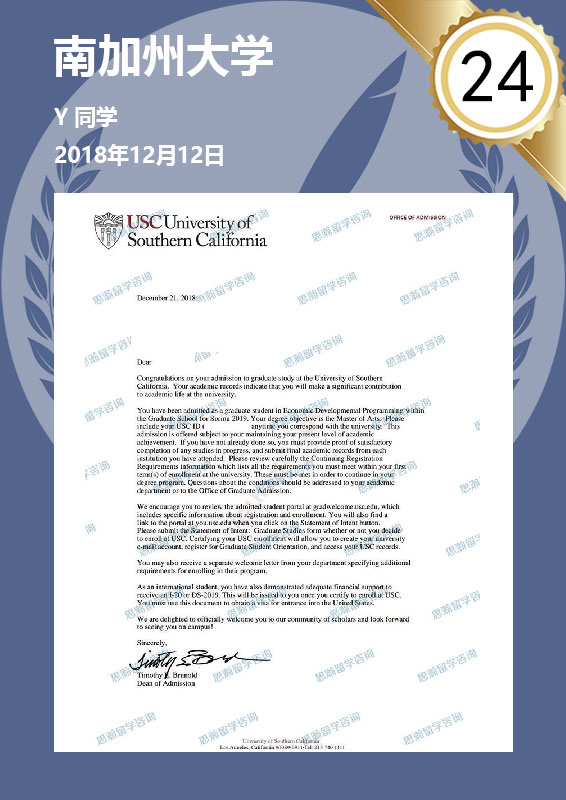 南加州大学
24
Y 同学
2018年12月12日
USC University of
Southern California
OFFICE OF ADMISSION
思瀚留学咨询
December 21, 2018
Dear
Congratulations on your admission to graduate study at the University of Southern
California. Your academic records indicate that you will make a significant contribution
to academic life at the university.
You have been admitted as a graduate student in Economic Developmental Programming within
the Graduate School for Spring 2019. Your degree objective is the Master of Arts. Please
include your USC ID ( anytime you correspond with the university. This
admission is offered subject to your maintaining your present level of academic
achievement. If you have not already done so, you must provide proof of satisfactory
completion of any studies in progress, and submit final academic records from each
institution you have attended. Please review carefully the Continuing Registration
Requirements information which lists all the requirements you must meet within your first
term(s) of enrollment at the university. These must be met in order to continue in your
degree program. Questions about the conditions should be addressed to your academic
department or to the Office of Graduate Admission.
We encourage you to review the admitted student portal at gradwelcome.usc.edu, which
includes specific information about registration and enrollment. You will also find a
link to the portal at you.usc.edu when you click on the Statement of Intent button.
Please submit the Statement of Intent: Graduate Studies form whether or not you decide
to enroll at USC. Certifying your USC enrollment will allow you to create your university
e-mail account, register for Graduate Student Orientation, and access your USC records.
You may also receive a separate welcome letter from your department specifying additional
requirements for enrolling in their program.
As an international student, you have also demonstrated adequate financial support to
receive an I-20 or DS-2019. This will be issued to you once you certify to enroll at USC.
You must use this document to obtain a visa for entrance into the United States.
We are delighted to officially welcome you to our community of scholars and look forward
to seeing you on campus!
Sincerely,
Timothy E. Brunold
Dean of Admission
University of Southern California
Los Angeles, California 90089-0911